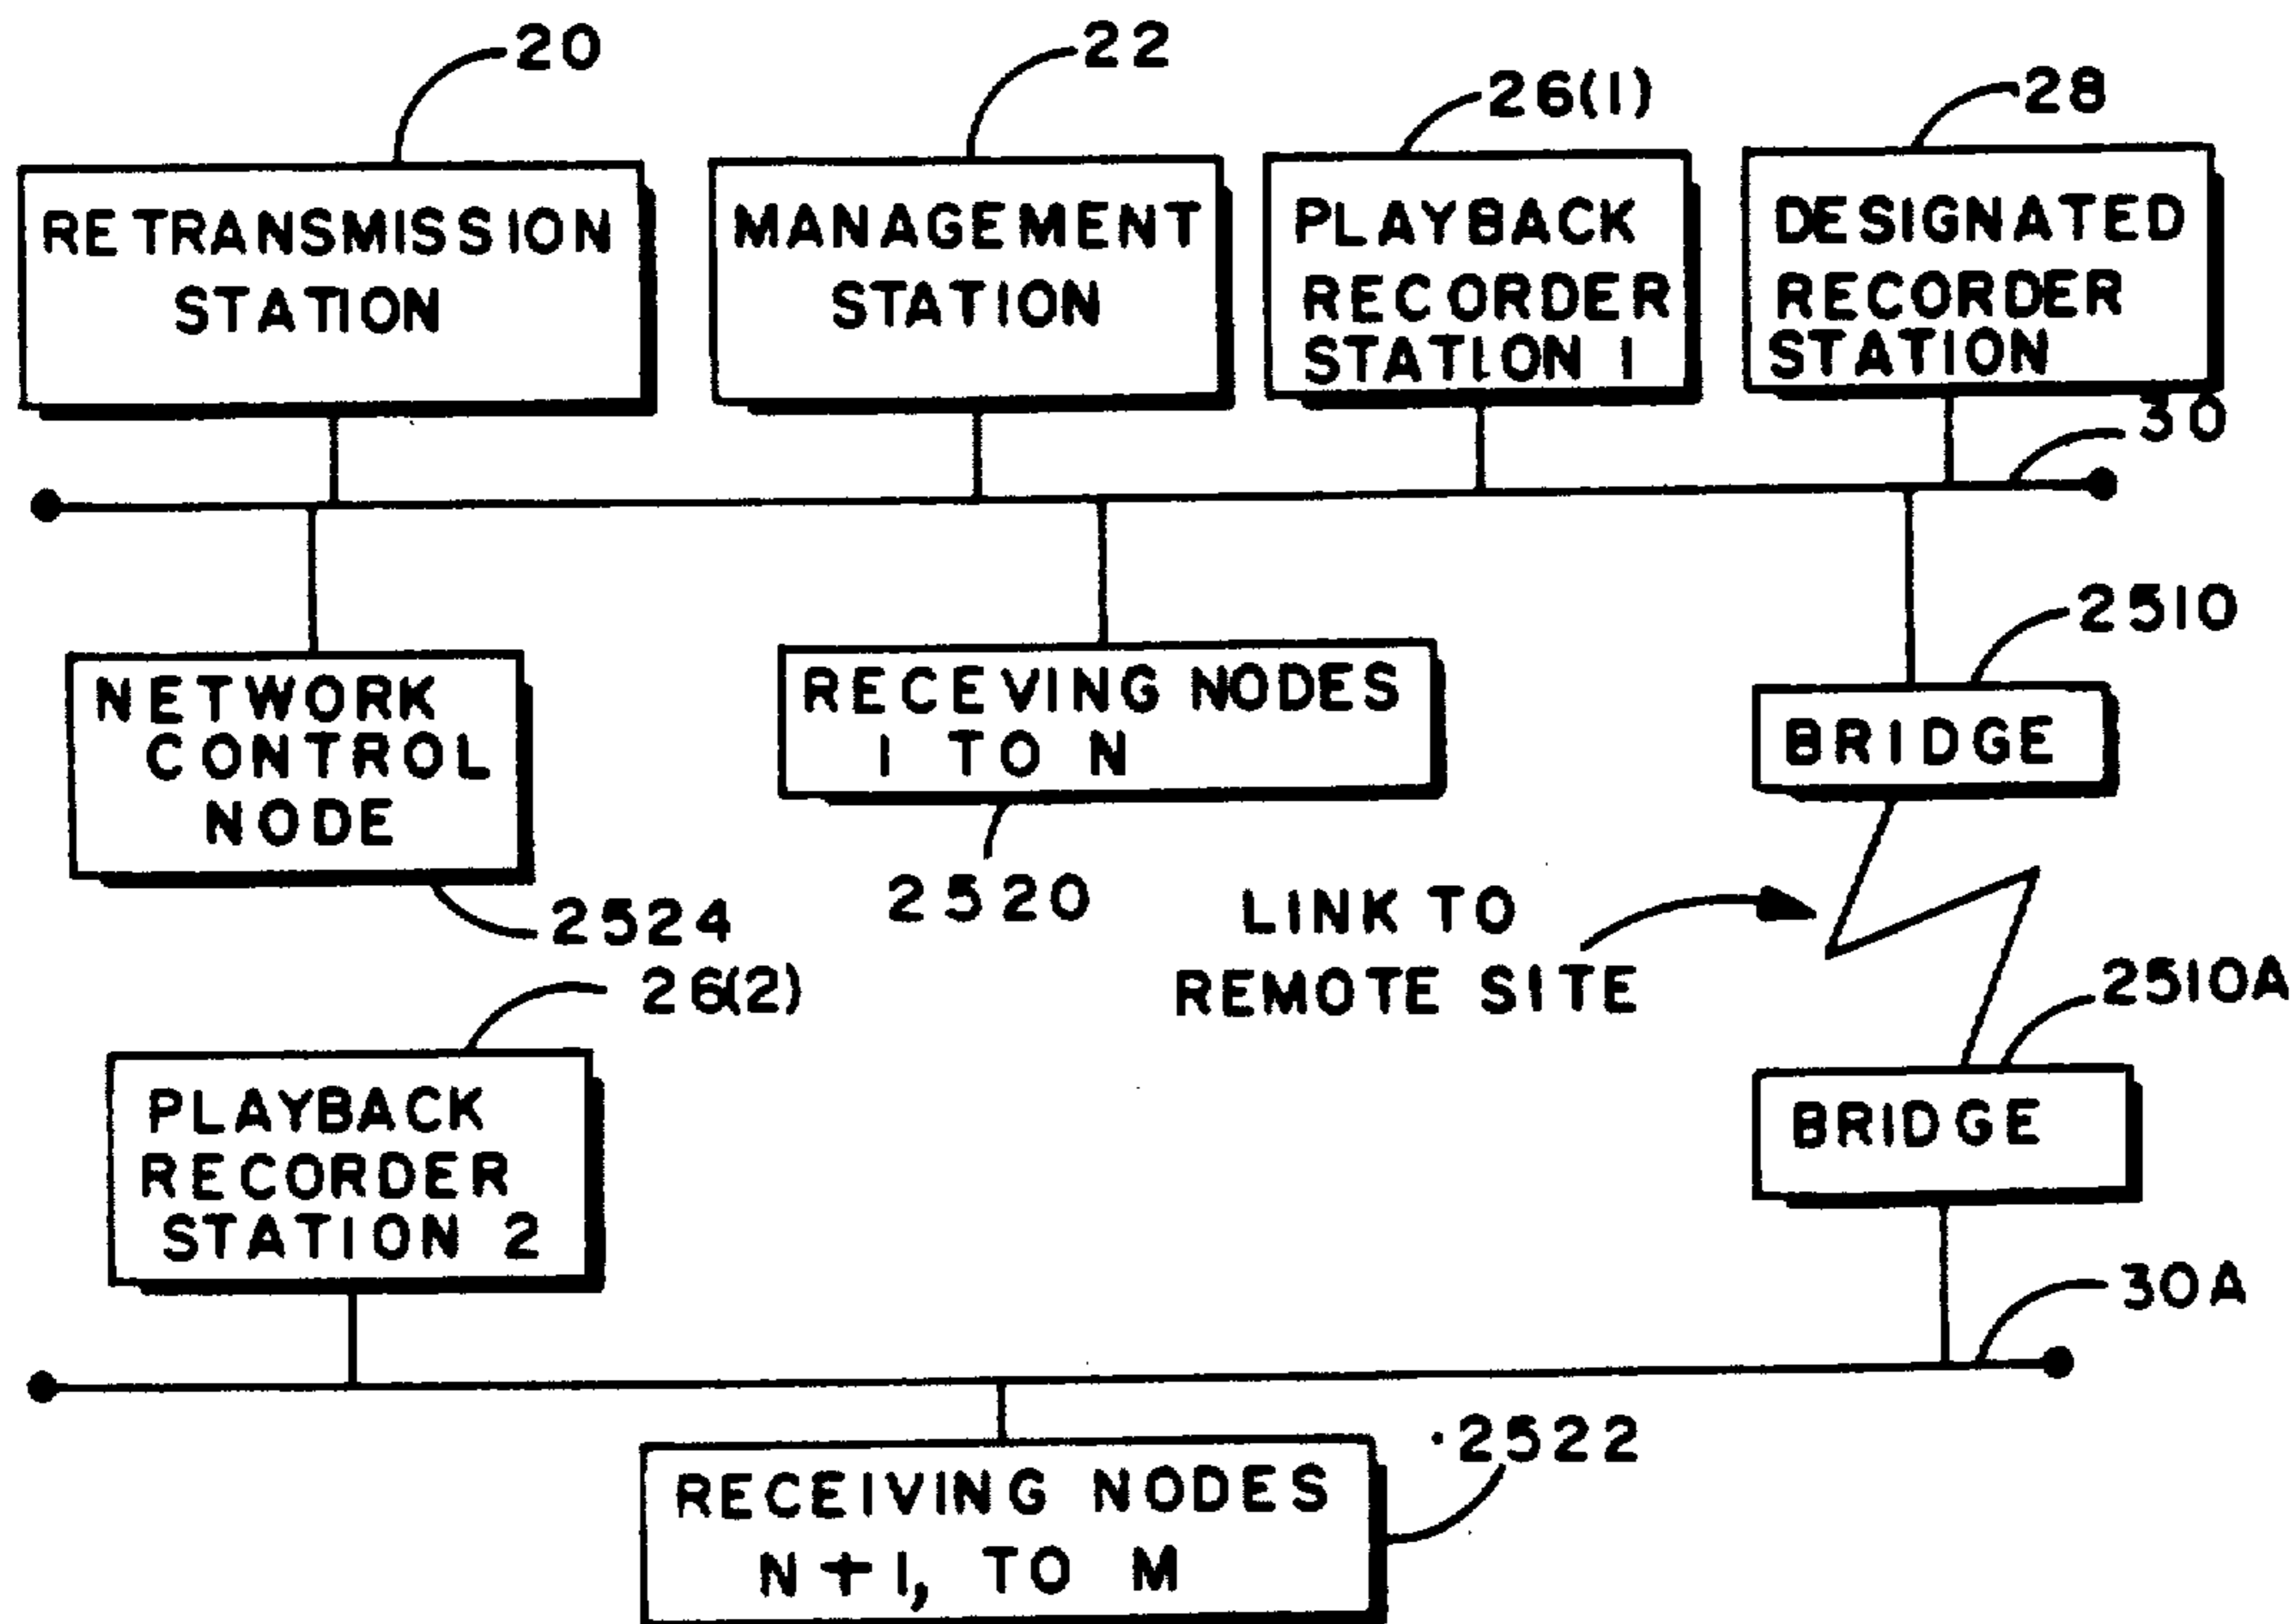 20
22
26(1)
28
RETRANSMISSION
STATION
MANAGEMENT
STATION
PLAYBACK
RECORDER
STATION 1
DESIGNATED
RECORDER
STATION
30
NETWORK
CONTROL
NODE
2524
RECEVING NODES
1 TO N
2520
2510
BRIDGE
LINK TO
REMOTE SITE
2510A
BRIDGE
26(2)
PLAYBACK
RECORDER
STATION 2
30A
2522
RECEIVING NODES
N+1, TO M